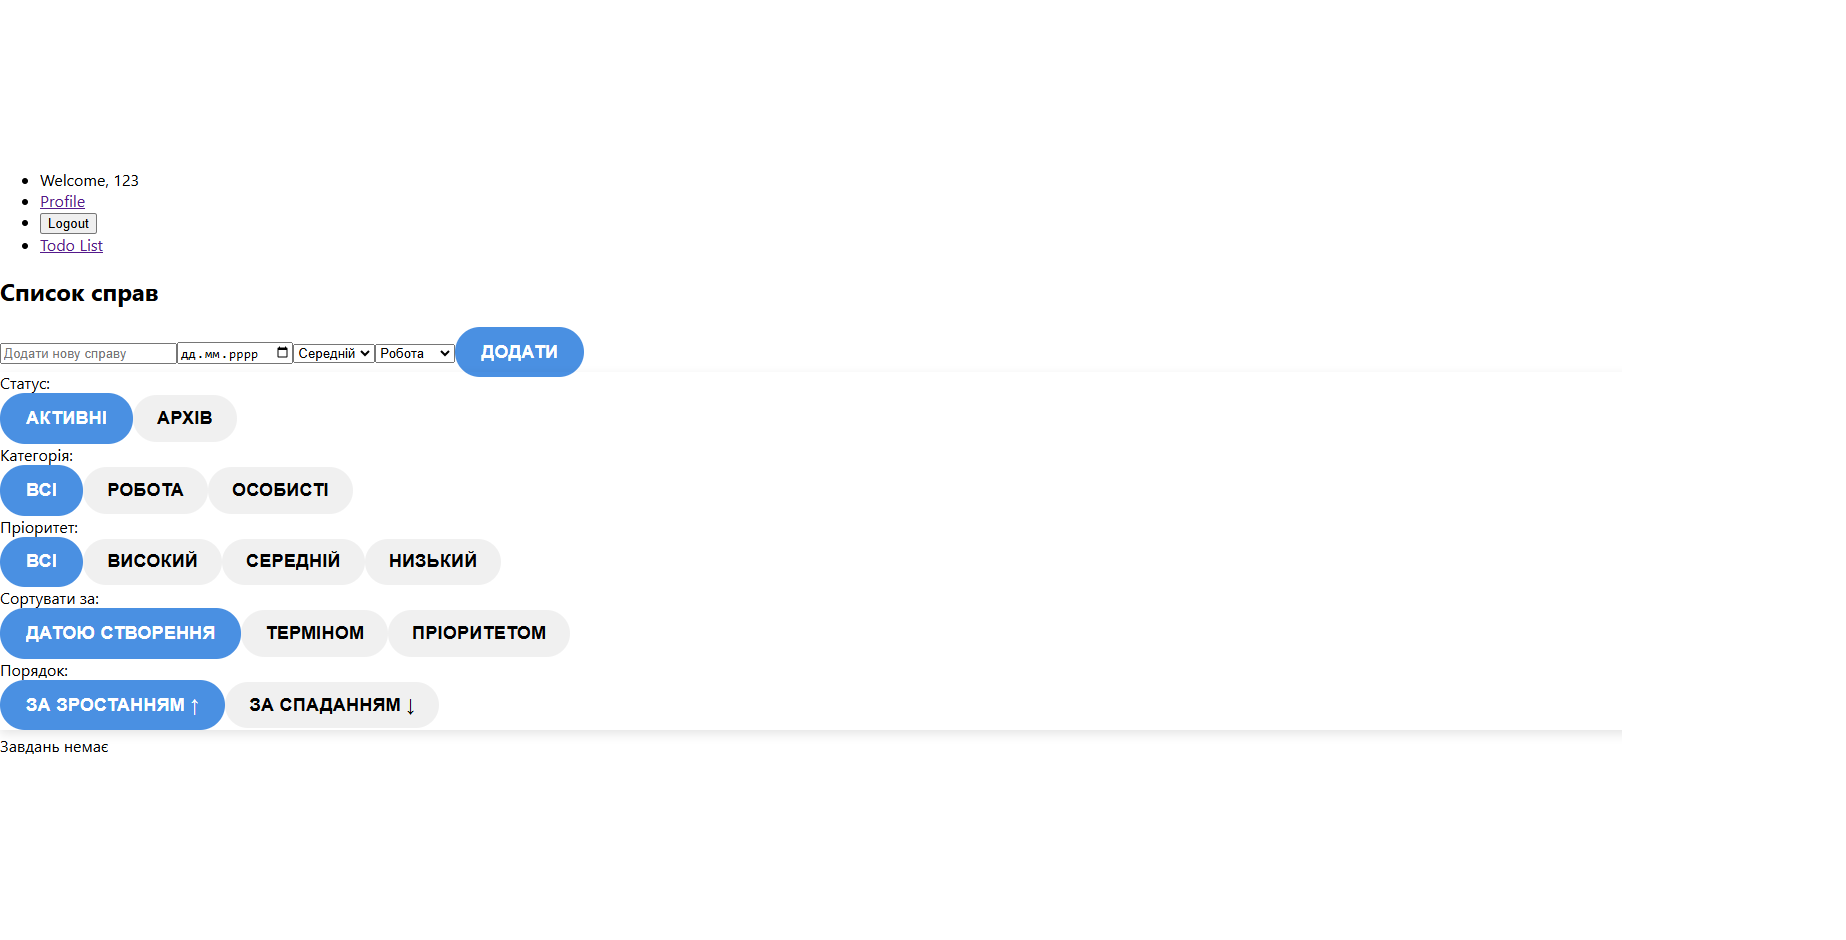 Welcome, 123
Profile
Logout
Todo List
Список справ
Додати нову справу дд.мм.рррр Середній Робота ДОДАТИ
Статус:
АКТИВНІ АРХІВ
Категорія:
ВСІ РОБОТА ОСОБИСТІ
Пріоритет:
ВСІ ВИСОКИЙ СЕРЕДНІЙ НИЗЬКИЙ
Сортувати за:
ДАТОЮ СТВОРЕННЯ ТЕРМІНОМ ПРІОРИТЕТОМ
Порядок:
ЗА ЗРОСТАННЯМ ↑ ЗА СПАДАННЯМ ↓
Завдань немає